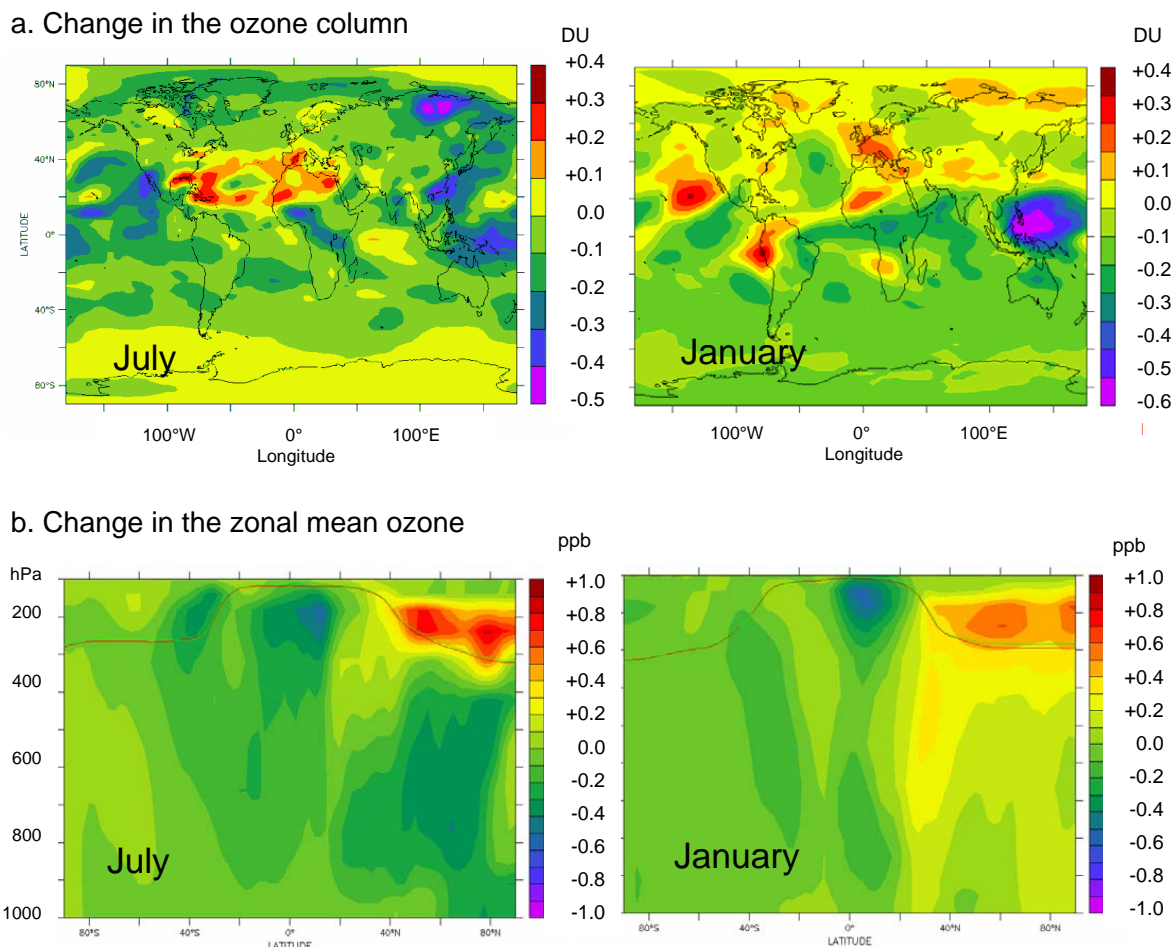 a. Change in the ozone column
DU
+0.4
+0.3
+0.2
+0.1
0.0
-0.1
-0.2
-0.3
-0.4
-0.5
80°N
40°N
0°
40°S
80°S
LATITUDE
July
100°W 0° 100°E
Longitude
DU
+0.4
+0.3
+0.2
+0.1
0.0
-0.1
-0.2
-0.3
-0.4
-0.5
-0.6
January
100°W 0° 100°E
Longitude
b. Change in the zonal mean ozone
hPa
200
400
600
800
1000
July
80°S 40°S 0° 40°N 80°N
LATITUDE
ppb
+1.0
+0.8
+0.6
+0.4
+0.2
0.0
-0.2
-0.4
-0.6
-0.8
-1.0
January
80°S 40°S 0° 40°N 80°N
LATITUDE
ppb
+1.0
+0.8
+0.6
+0.4
+0.2
0.0
-0.2
-0.4
-0.6
-0.8
-1.0